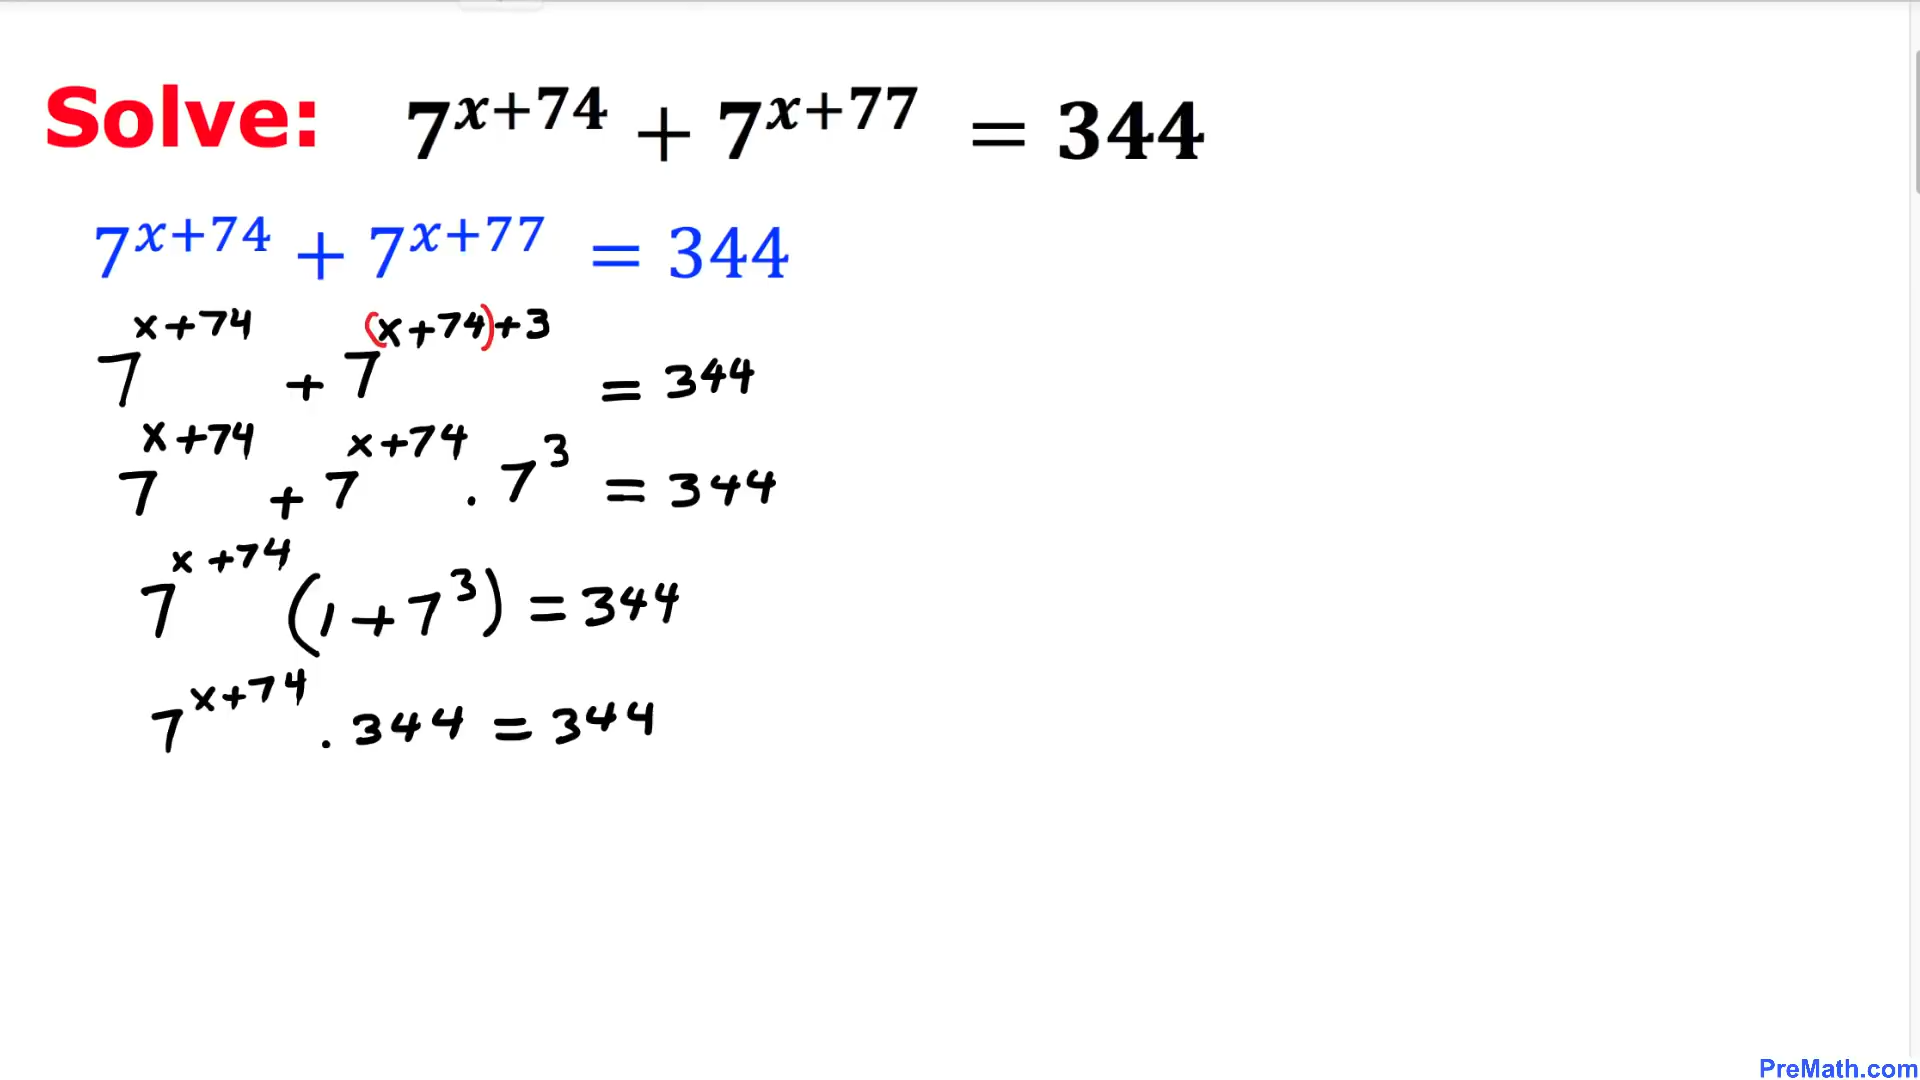 Solve: 7^{x+74} + 7^{x+77} = 344
7^{x+74} + 7^{x+77} = 344
7^{x+74} + 7^{(x+74)+3} = 344
7^{x+74} + 7^{x+74} . 7^3 = 344
7^{x+74} (1 + 7^3) = 344
7^{x+74} . 344 = 344
PreMath.com